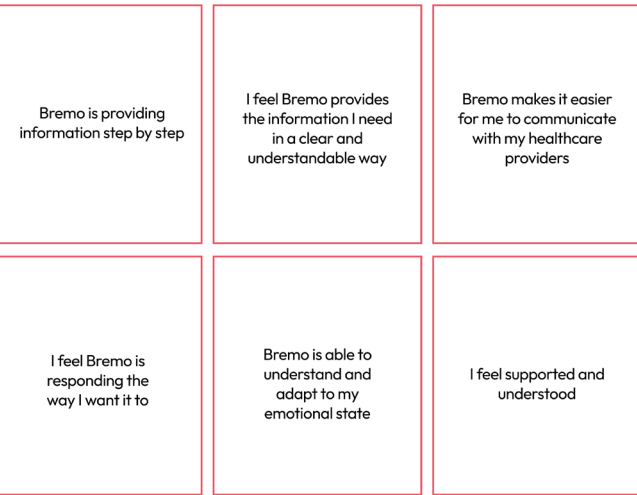 Bremo is providing
information step by step
I feel Bremo provides
the information I need
in a clear and
understandable way
Bremo makes it easier
for me to communicate
with my healthcare
providers
I feel Bremo is
responding the
way I want it to
Bremo is able to
understand and
adapt to my
emotional state
I feel supported and
understood